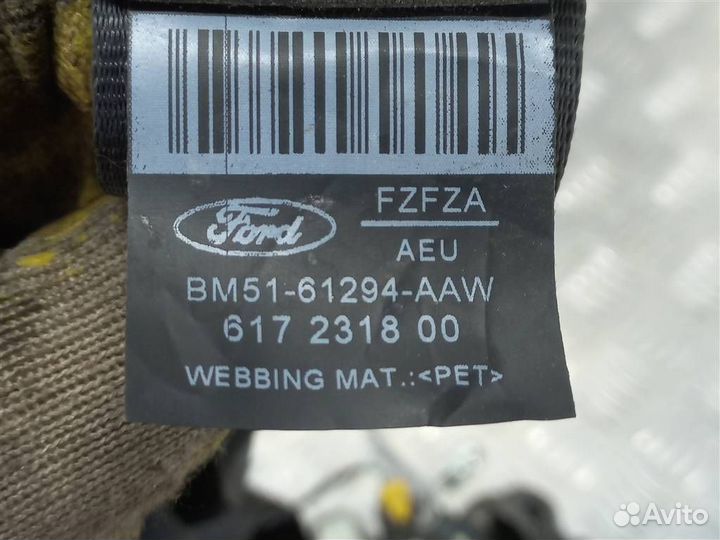 Ford
FZFZA
AEU
BM51-61294-AAW
617 2318 00
WEBBING MAT.:<PET>
Avito